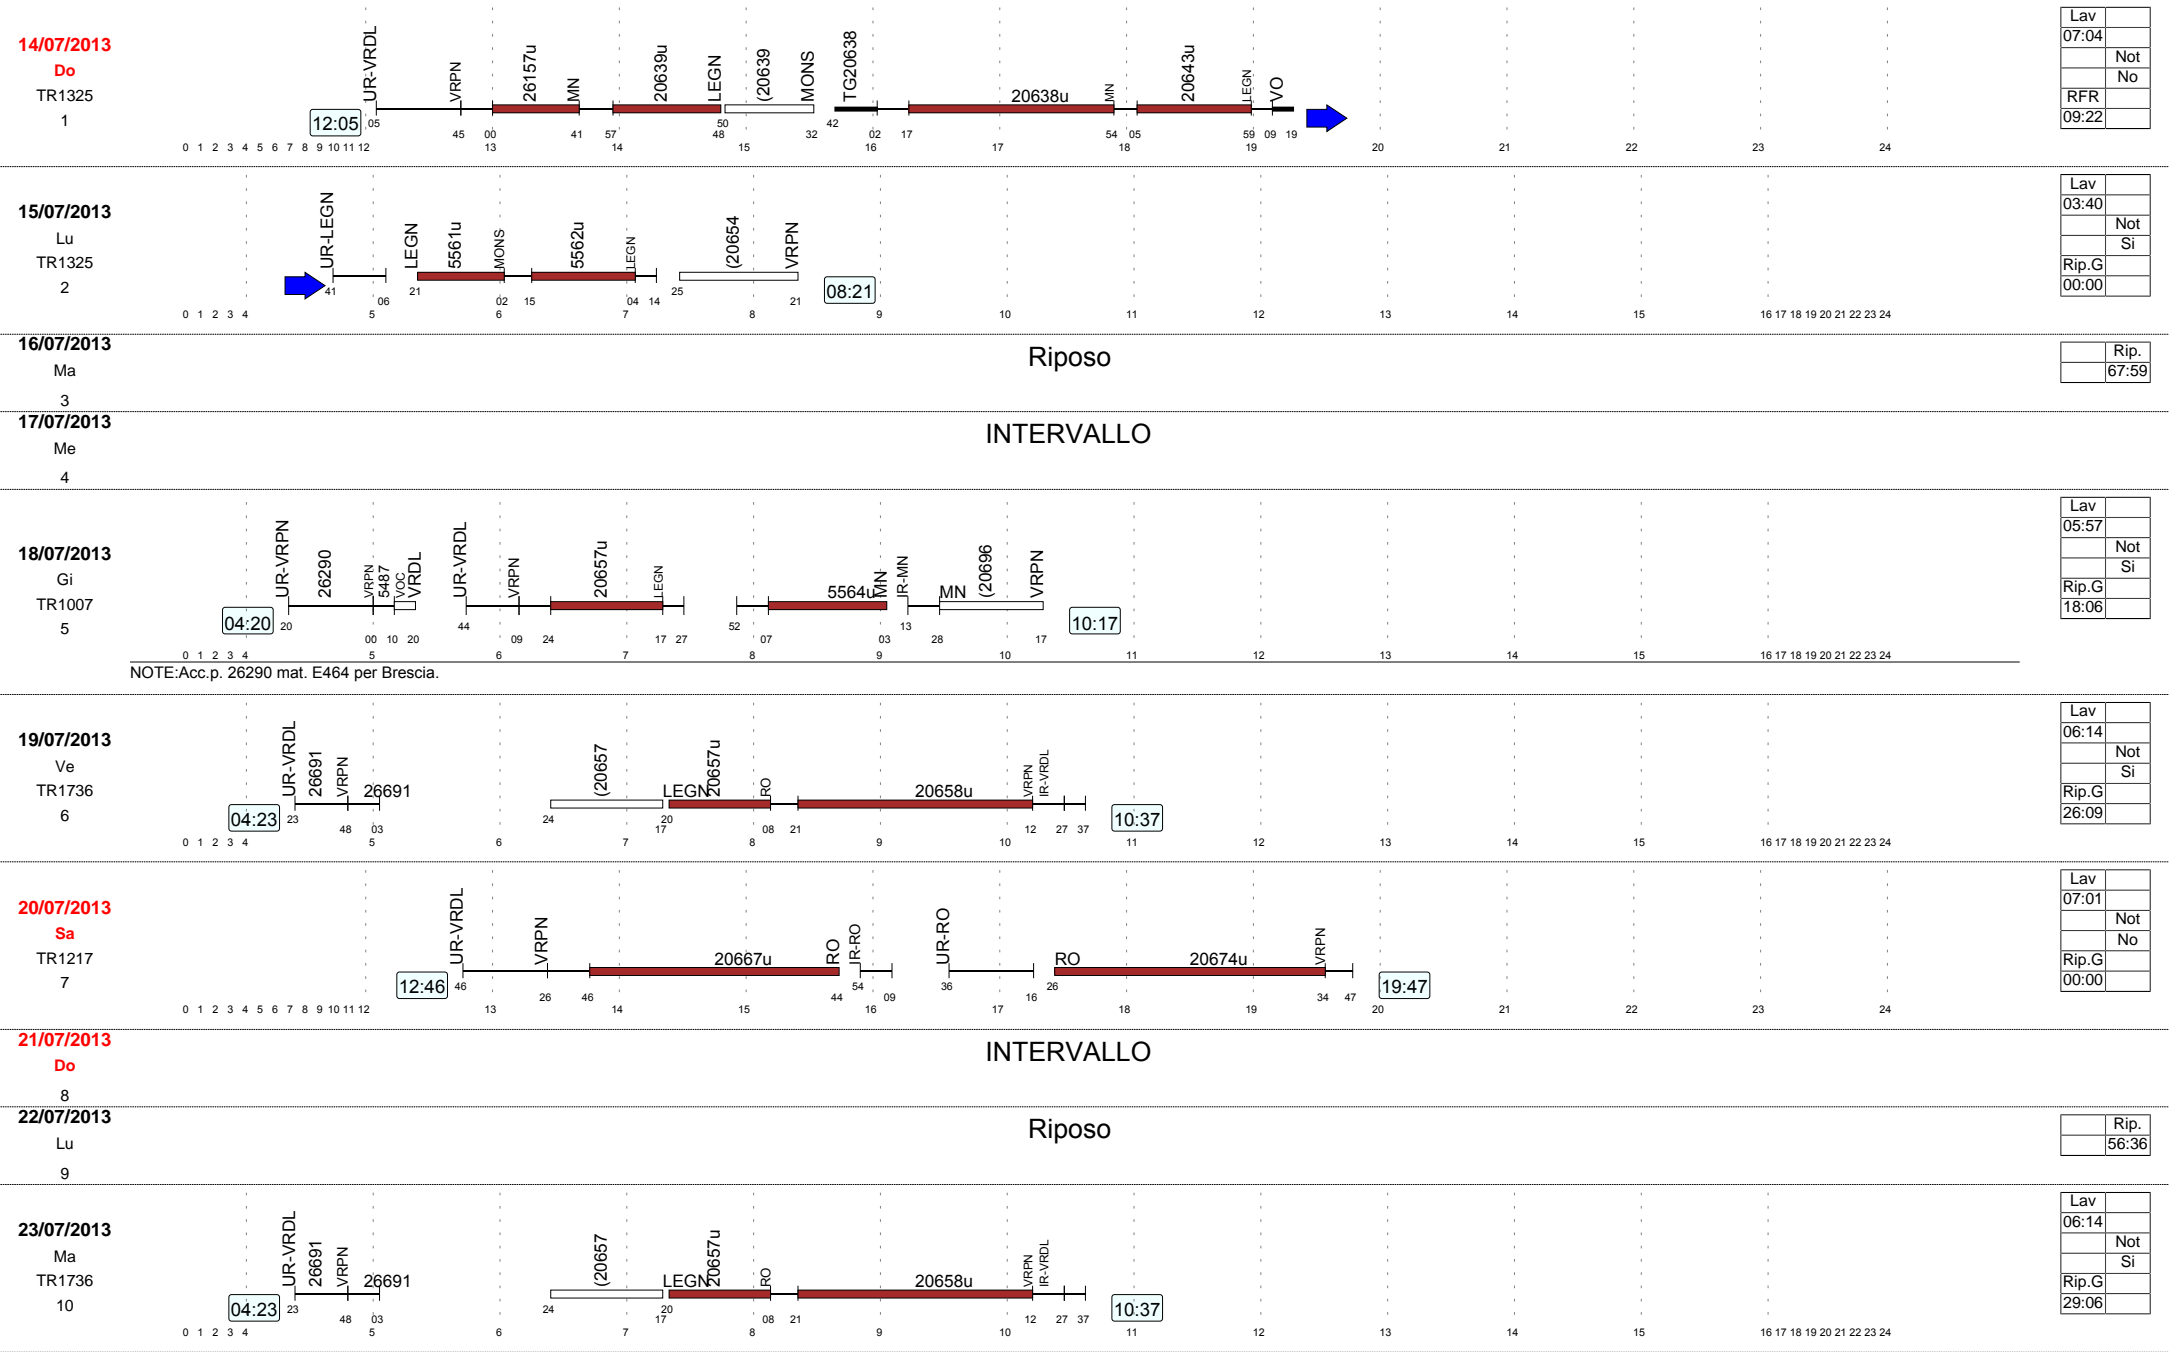 14/07/2013
Do
TR1325
1
UR-VRDL VRPN 26157u MN 20639u LEGN (20639 MONS TG20638 20638u MN 20643u LEGN VO
12:05
05 45 00 41 57 48 50 32 42 02 17 54 05 59 09 19
0 1 2 3 4 5 6 7 8 9 10 11 12 13 14 15 16 17 18 19 20 21 22 23 24
Lav
07:04
Not
No
RFR
09:22
15/07/2013
Lu
TR1325
2
UR-LEGN LEGN 5561u MONS 5562u LEGN (20654 VRPN
41 06 21 02 15 04 14 25 21
08:21
0 1 2 3 4 5 6 7 8 9 10 11 12 13 14 15 16 17 18 19 20 21 22 23 24
Lav
03:40
Not
Si
Rip.G
00:00
16/07/2013
Ma
3
Riposo
Rip.
67:59
17/07/2013
Me
4
INTERVALLO
18/07/2013
Gi
TR1007
5
UR-VRPN 26290 VRPN 5487 VOC VRDL UR-VRDL VRPN 20657u LEGN 5564u MN IR-MN MN (20696 VRPN
04:20
20 00 10 20 44 09 24 17 27 52 07 03 13 28 17
10:17
0 1 2 3 4 5 6 7 8 9 10 11 12 13 14 15 16 17 18 19 20 21 22 23 24
NOTE:Acc.p. 26290 mat. E464 per Brescia.
Lav
05:57
Not
Si
Rip.G
18:06
19/07/2013
Ve
TR1736
6
UR-VRDL 26691 VRPN 26691 (20657 LEGN 20657u RO 20658u VRPN IR-VRDL
04:23
23 48 03 24 17 20 08 21 12 27 37
10:37
0 1 2 3 4 5 6 7 8 9 10 11 12 13 14 15 16 17 18 19 20 21 22 23 24
Lav
06:14
Not
Si
Rip.G
26:09
20/07/2013
Sa
TR1217
7
UR-VRDL VRPN 20667u RO IR-RO UR-RO RO 20674u VRPN
12:46
46 26 46 44 54 09 36 16 26 34 47
19:47
0 1 2 3 4 5 6 7 8 9 10 11 12 13 14 15 16 17 18 19 20 21 22 23 24
Lav
07:01
Not
No
Rip.G
00:00
21/07/2013
Do
8
INTERVALLO
22/07/2013
Lu
9
Riposo
Rip.
56:36
23/07/2013
Ma
TR1736
10
UR-VRDL 26691 VRPN 26691 (20657 LEGN 20657u RO 20658u VRPN IR-VRDL
04:23
23 48 03 24 17 20 08 21 12 27 37
10:37
0 1 2 3 4 5 6 7 8 9 10 11 12 13 14 15 16 17 18 19 20 21 22 23 24
Lav
06:14
Not
Si
Rip.G
29:06